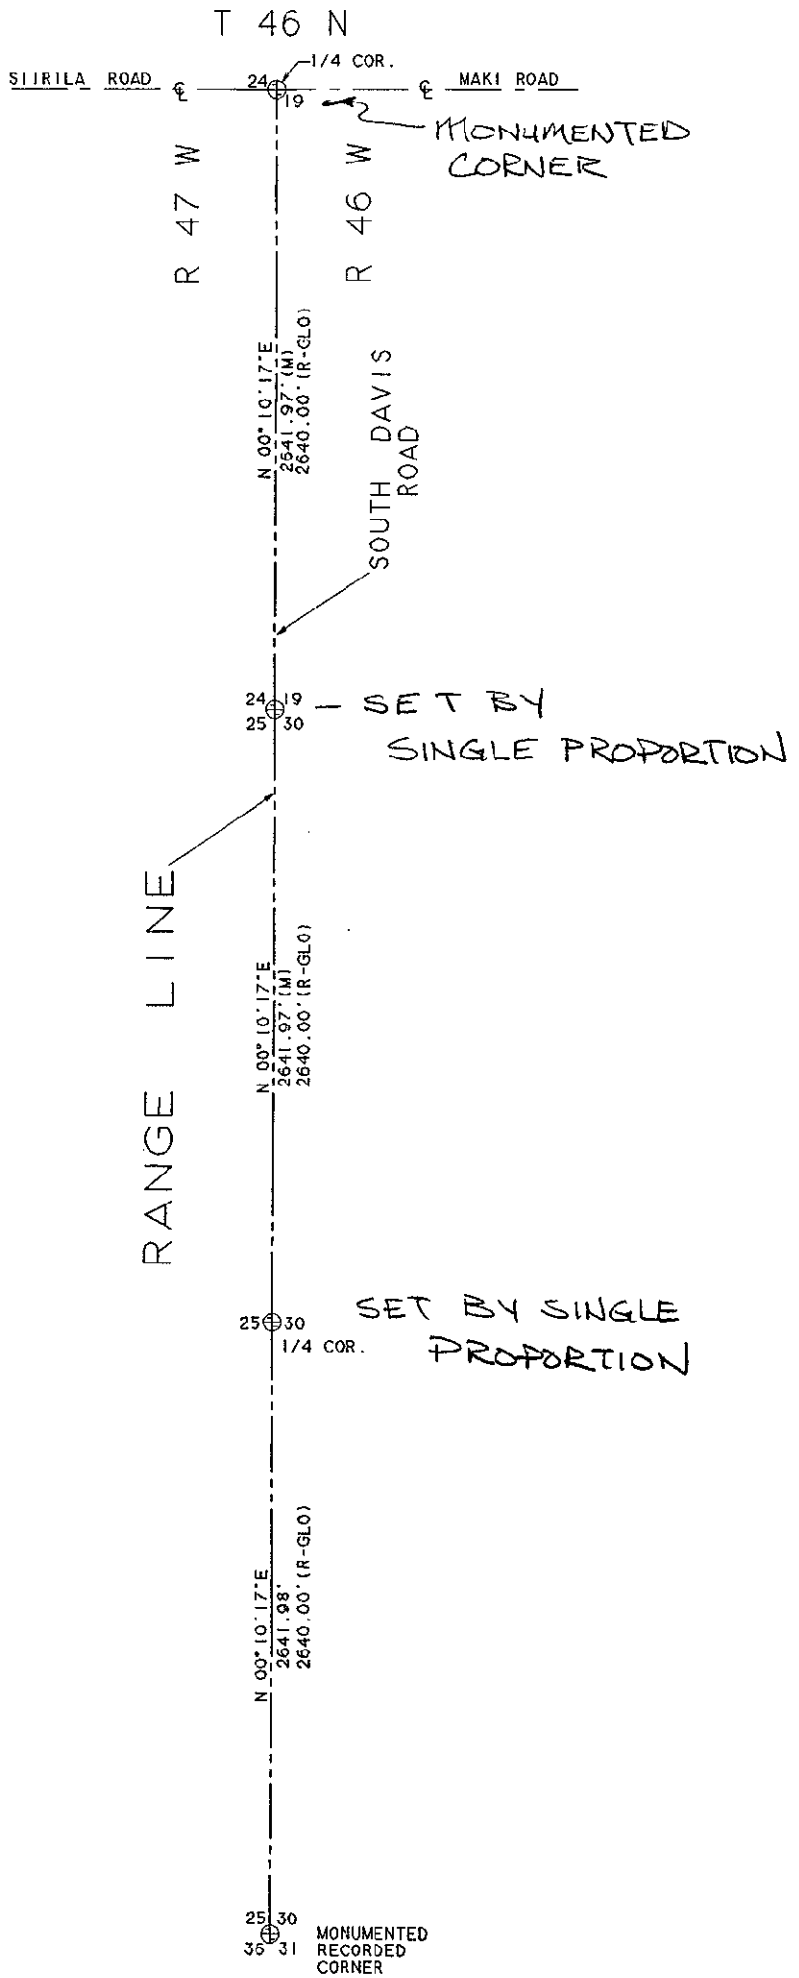 T 46 N
1/4 COR.
SIIRILA ROAD ℄ 24 ℄ MAKI ROAD
19
MONUMENTED
CORNER
R 47 W
R 46 W
N 00° 10' 17" E
2641.97' (M)
2640.00' (R-GLO)
SOUTH DAVIS
ROAD
24 19
25 30
– SET BY
SINGLE PROPORTION
RANGE LINE
N 00° 10' 17" E
2641.97' (M)
2640.00' (R-GLO)
25 30
1/4 COR.
SET BY SINGLE
PROPORTION
N 00° 10' 17" E
2641.98'
2640.00' (R-GLO)
25 30
36 31
MONUMENTED
RECORDED
CORNER